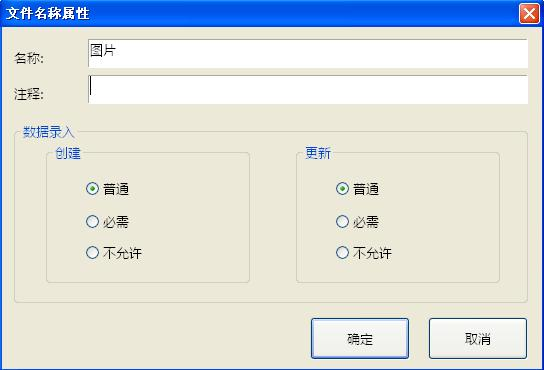 文件名称属性
名称: 图片
注释:
数据录入
创建 更新
普通 普通
必需 必需
不允许 不允许
确定 取消